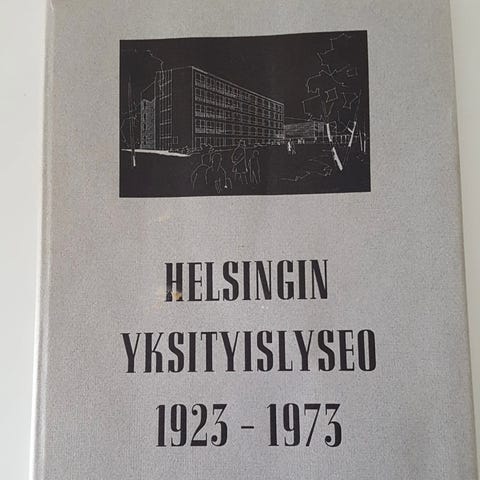 HELSINGIN
YKSITYISLYSEO
1923 - 1973